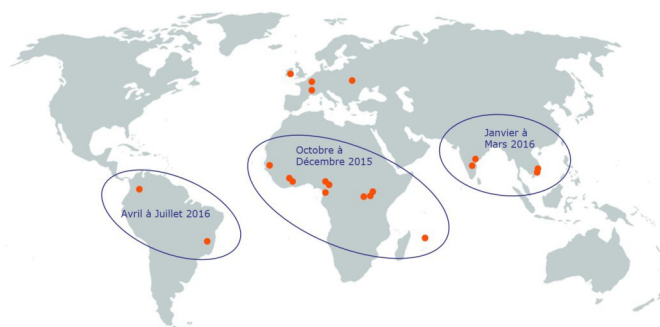 Octobre à
Décembre 2015
Janvier à
Mars 2016
Avril à Juillet 2016